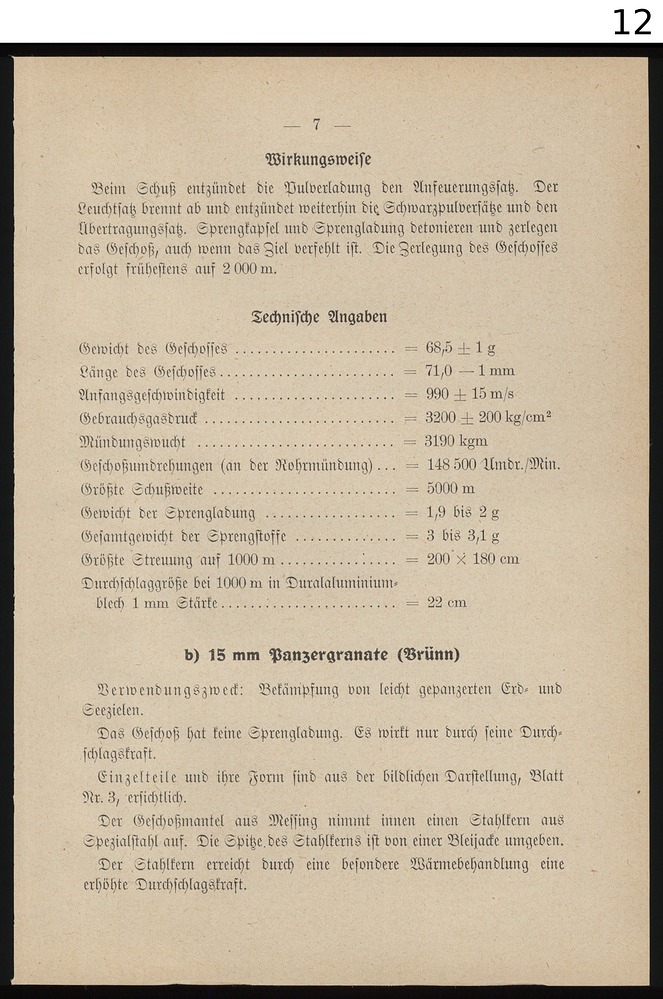 12
— 7 —
Wirkungsweise
Beim Schuß entzündet die Pulverladung den Anfeuerungssatz. Der
Leuchtsatz brennt ab und entzündet weiterhin die Schwarzpulversätze und den
Übertragungssatz. Sprengkapsel und Sprengladung detonieren und zerlegen
das Geschoß, auch wenn das Ziel verfehlt ist. Die Zerlegung des Geschosses
erfolgt frühestens auf 2 000 m.
Technische Angaben
Gewicht des Geschosses ..................... = 68,5 ± 1 g
Länge des Geschosses ....................... = 71,0 — 1 mm
Anfangsgeschwindigkeit ..................... = 990 ± 15 m/s
Gebrauchsgasdruck ......................... = 3200 ± 200 kg/cm²
Mündungswucht .......................... = 3190 kgm
Geschoßumdrehungen (an der Rohrmündung) ... = 148 500 Umdr./Min.
Größte Schußweite ........................ = 5000 m
Gewicht der Sprengladung ................. = 1,9 bis 2 g
Gesamtgewicht der Sprengstoffe ............. = 3 bis 3,1 g
Größte Streuung auf 1000 m ................ = 200 × 180 cm
Durchschlaggröße bei 1000 m in Duralaluminium-
blech 1 mm Stärke ....................... = 22 cm
b) 15 mm Panzergranate (Brünn)
Verwendungszweck: Bekämpfung von leicht gepanzerten Erd- und
Seezielen.
Das Geschoß hat keine Sprengladung. Es wirkt nur durch seine Durch-
schlagskraft.
Einzelteile und ihre Form sind aus der bildlichen Darstellung, Blatt
Nr. 3, ersichtlich.
Der Geschoßmantel aus Messing nimmt innen einen Stahlkern aus
Spezialstahl auf. Die Spitze des Stahlkerns ist von einer Bleijacke umgeben.
Der Stahlkern erreicht durch eine besondere Wärmebehandlung eine
erhöhte Durchschlagskraft.